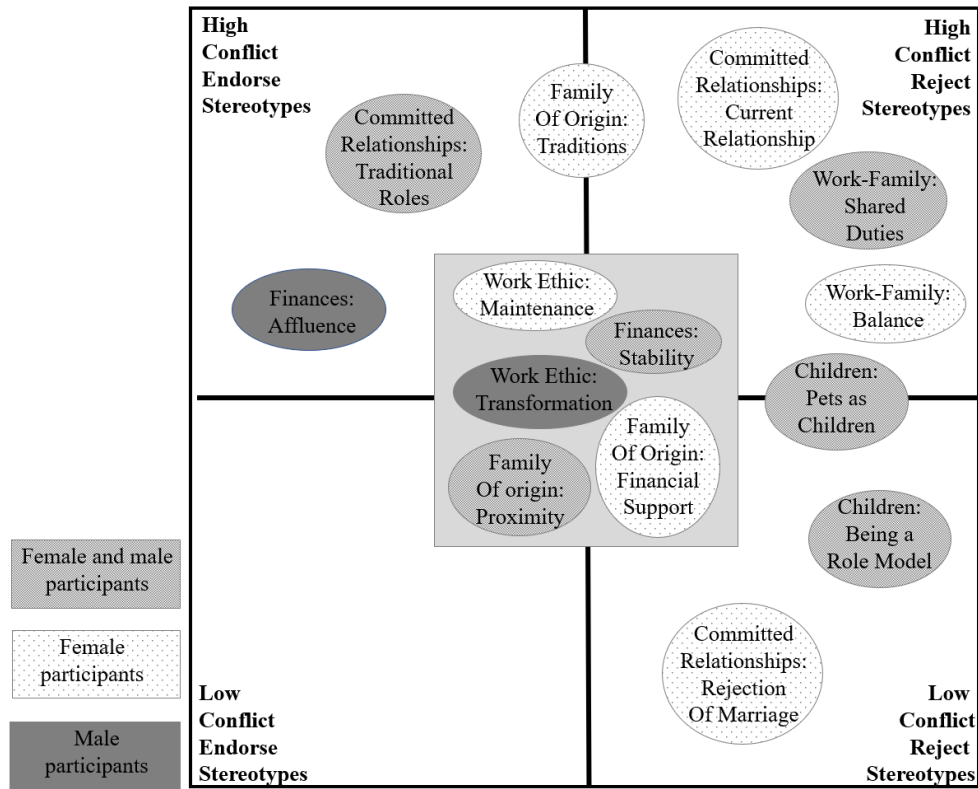 High
Conflict
Endorse
Stereotypes
High
Conflict
Reject
Stereotypes
Committed
Relationships:
Traditional
Roles
Family
Of Origin:
Traditions
Committed
Relationships:
Current
Relationship
Work-Family:
Shared
Duties
Finances:
Affluence
Work Ethic:
Maintenance
Work-Family:
Balance
Finances:
Stability
Work Ethic:
Transformation
Children:
Pets as
Children
Family
Of origin:
Proximity
Family
Of Origin:
Financial
Support
Children:
Being a
Role Model
Committed
Relationships:
Rejection
Of Marriage
Low
Conflict
Endorse
Stereotypes
Low
Conflict
Reject
Stereotypes
Female and male
participants
Female
participants
Male
participants